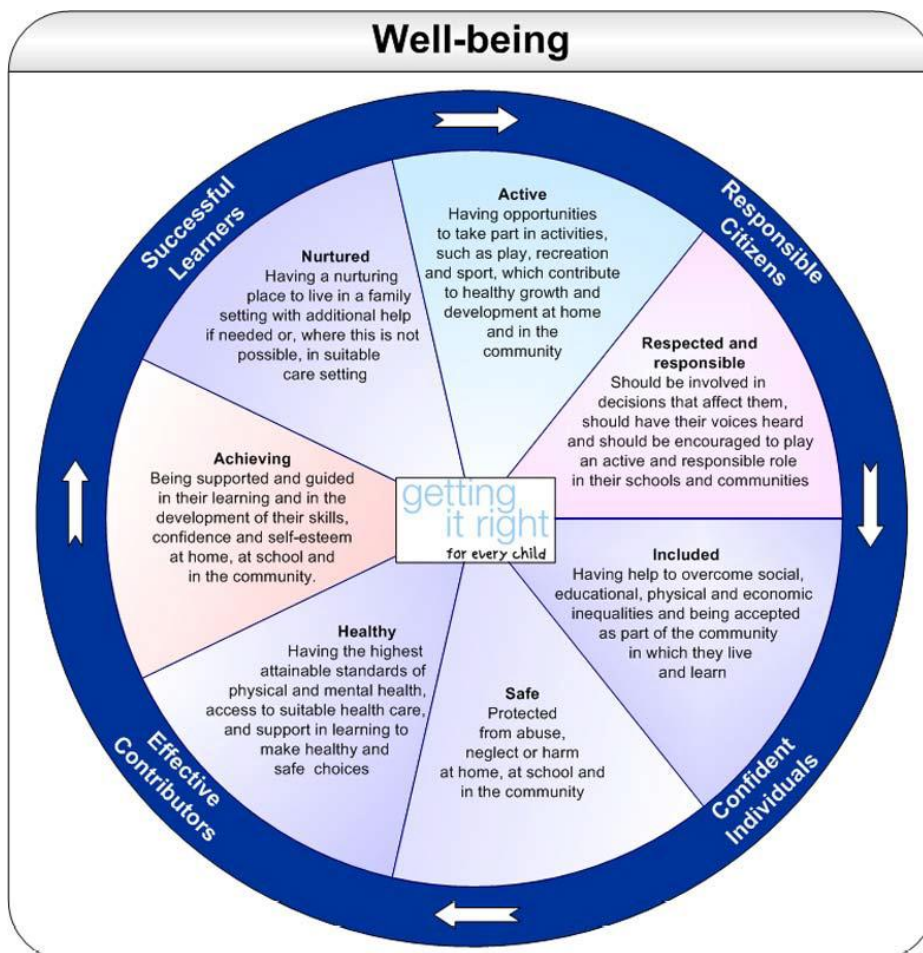 Well-being
Successful
Learners
Responsible
Citizens
Active
Having opportunities
to take part in activities,
such as play, recreation
and sport, which contribute
to healthy growth and
development at home
and in the
community
Nurtured
Having a nurturing
place to live in a family
setting with additional help
if needed or, where this is not
possible, in suitable
care setting
Respected and
responsible
Should be involved in
decisions that affect them,
should have their voices heard
and should be encouraged to play
an active and responsible role
in their schools and communities
Achieving
Being supported and guided
in their learning and in the
development of their skills,
confidence and self-esteem
at home, at school and
in the community.
getting
it right
for every child
Included
Having help to overcome social,
educational, physical and economic
inequalities and being accepted
as part of the community
in which they live
and learn
Healthy
Having the highest
attainable standards of
physical and mental health,
access to suitable health care,
and support in learning to
make healthy and
safe choices
Safe
Protected
from abuse,
neglect or harm
at home, at school and
in the community
Effective
Contributors
Confident
Individuals